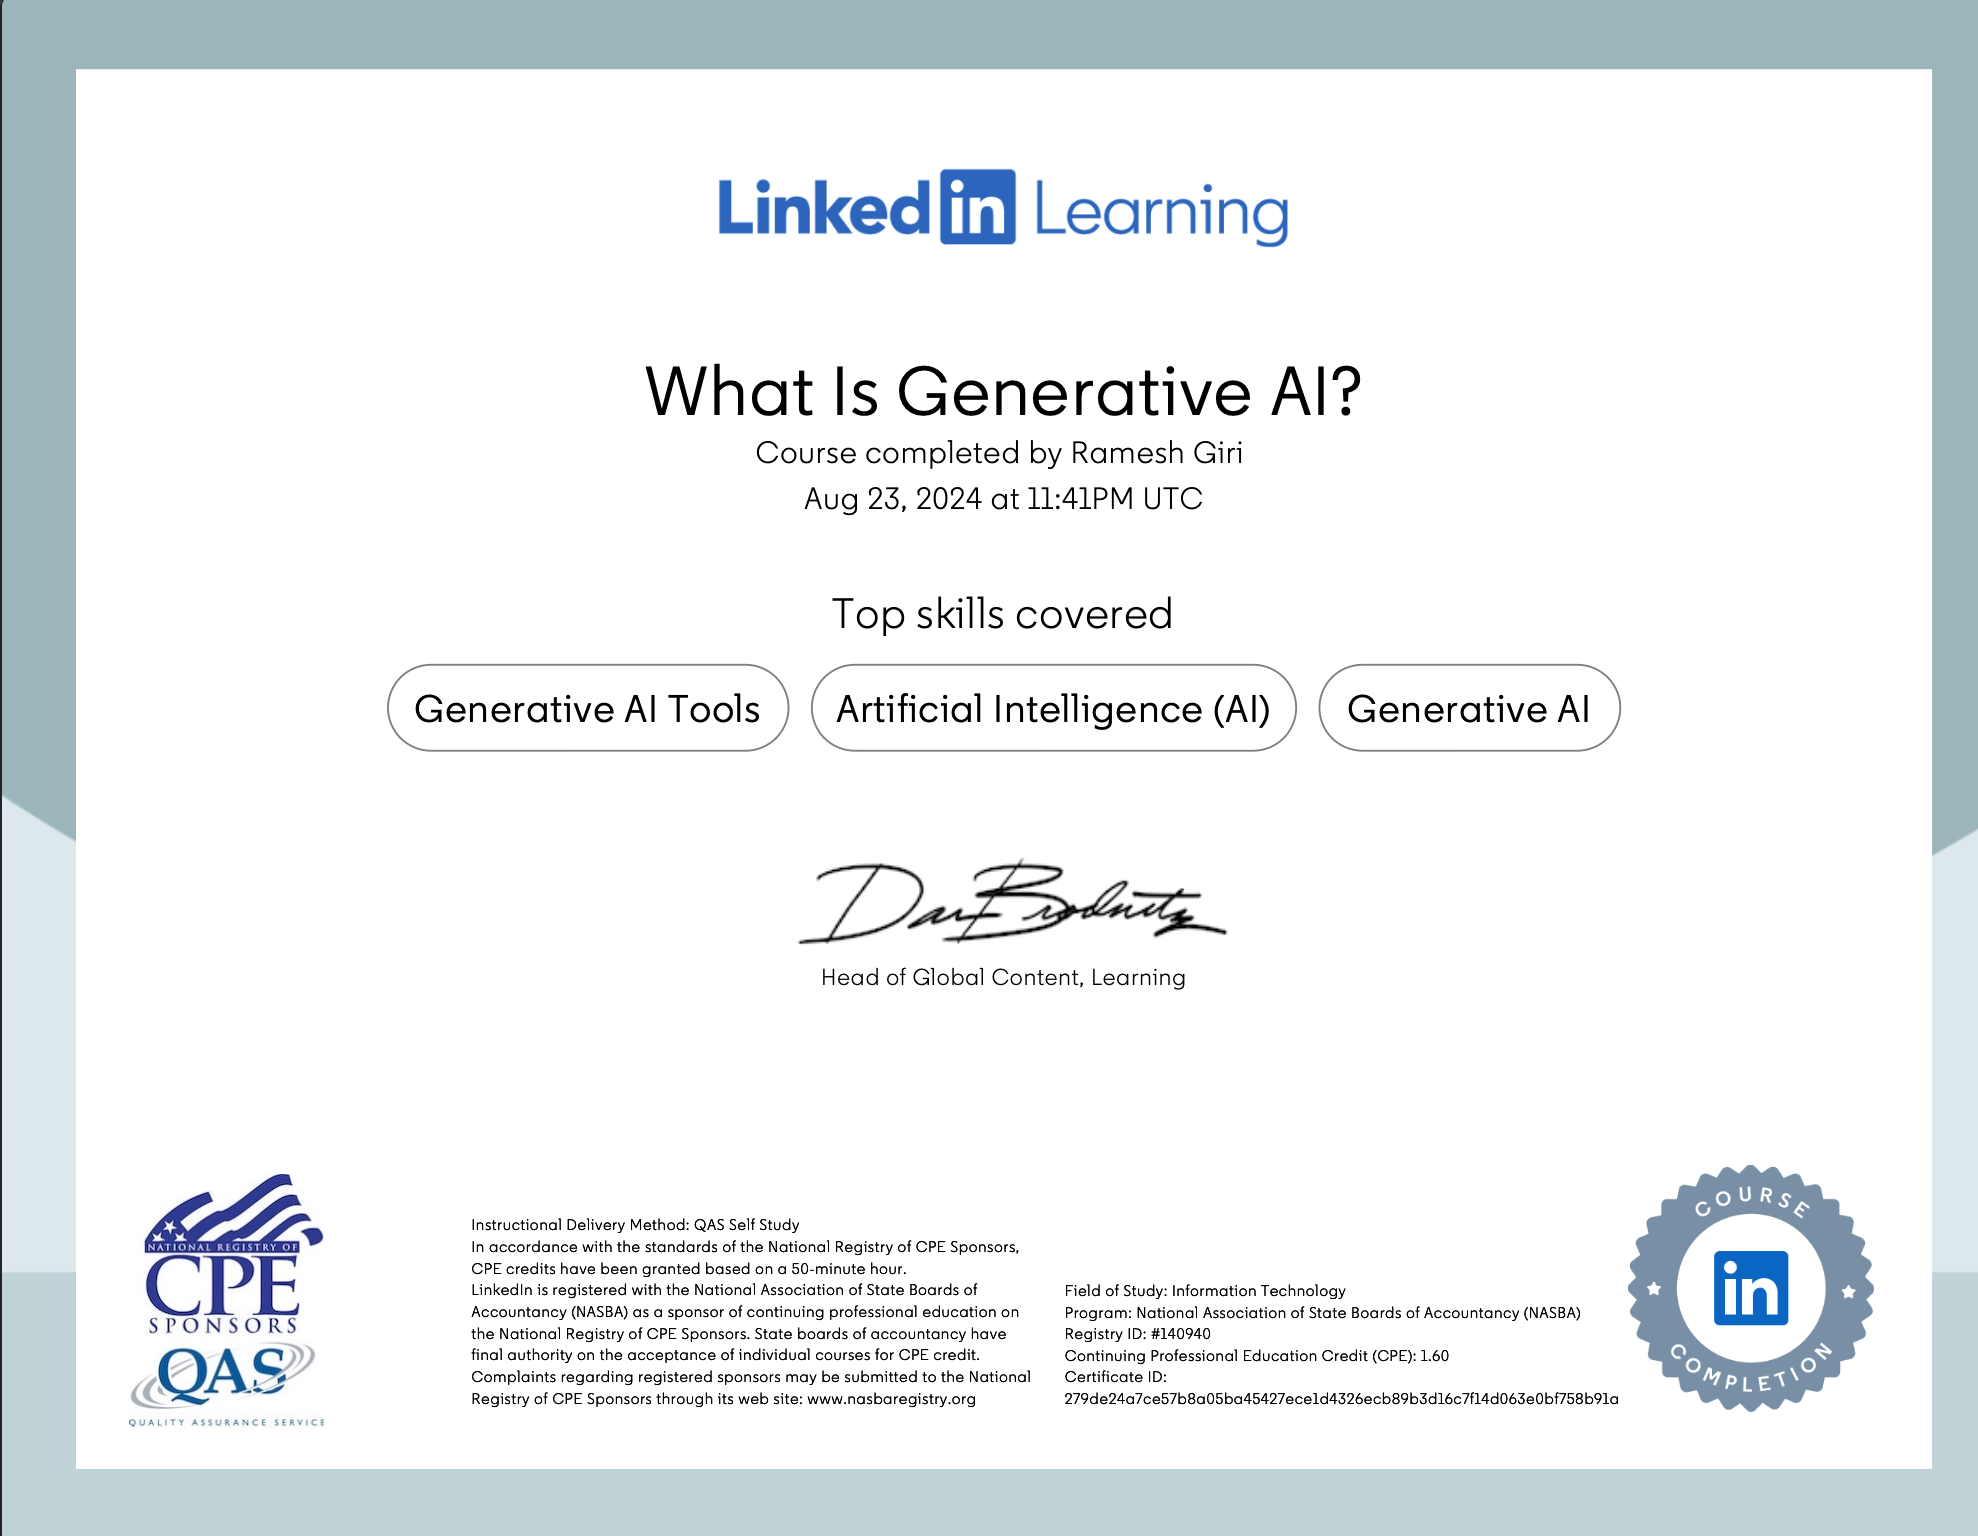 Linked in Learning
What Is Generative AI?
Course completed by Ramesh Giri
Aug 23, 2024 at 11:41PM UTC
Top skills covered
Generative AI Tools
Artificial Intelligence (AI)
Generative AI
Dan Brodnitz
Head of Global Content, Learning
NATIONAL REGISTRY OF
CPE
SPONSORS
QAS
QUALITY ASSURANCE SERVICE
Instructional Delivery Method: QAS Self Study
In accordance with the standards of the National Registry of CPE Sponsors,
CPE credits have been granted based on a 50-minute hour.
LinkedIn is registered with the National Association of State Boards of
Accountancy (NASBA) as a sponsor of continuing professional education on
the National Registry of CPE Sponsors. State boards of accountancy have
final authority on the acceptance of individual courses for CPE credit.
Complaints regarding registered sponsors may be submitted to the National
Registry of CPE Sponsors through its web site: www.nasbaregistry.org
Field of Study: Information Technology
Program: National Association of State Boards of Accountancy (NASBA)
Registry ID: #140940
Continuing Professional Education Credit (CPE): 1.60
Certificate ID:
279de24a7ce57b8a05ba45427ece1d4326ecb89b3d16c7f14d063e0bf758b91a
COURSE
in
COMPLETION